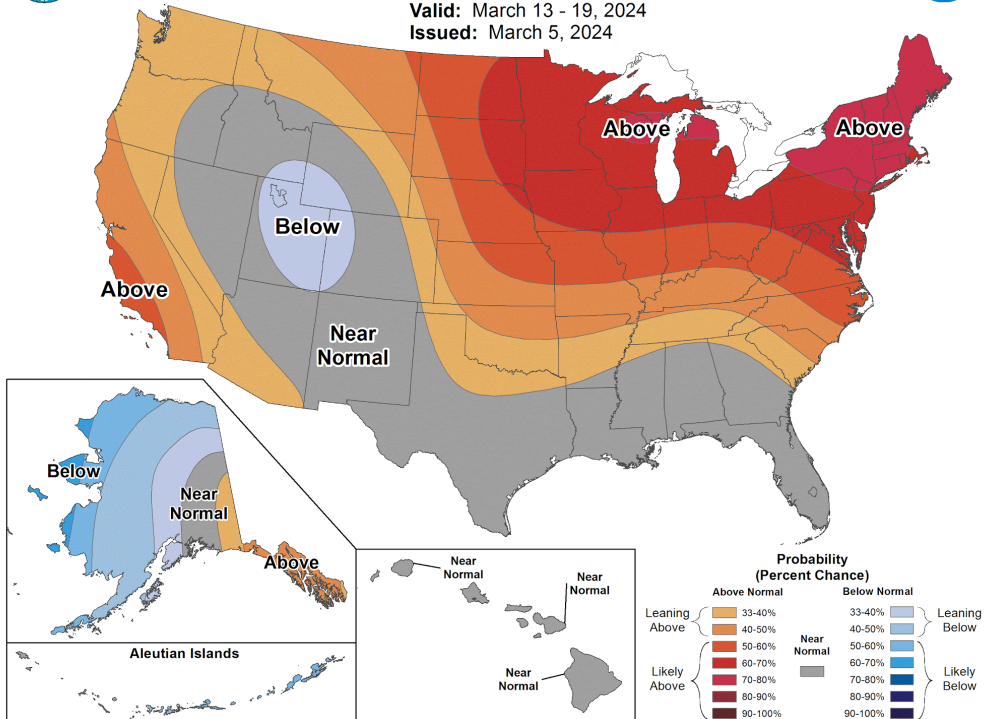 Valid: March 13 - 19, 2024
Issued: March 5, 2024
Above
Above
Below
Above
Near
Normal
Below
Near
Normal
Above
Aleutian Islands
Near
Normal
Near
Normal
Near
Normal
Probability
(Percent Chance)
Above Normal
Below Normal
Leaning
Above
33-40%
40-50%
Likely
Above
50-60%
60-70%
70-80%
80-90%
90-100%
Near
Normal
33-40%
40-50%
Leaning
Below
50-60%
60-70%
70-80%
80-90%
90-100%
Likely
Below